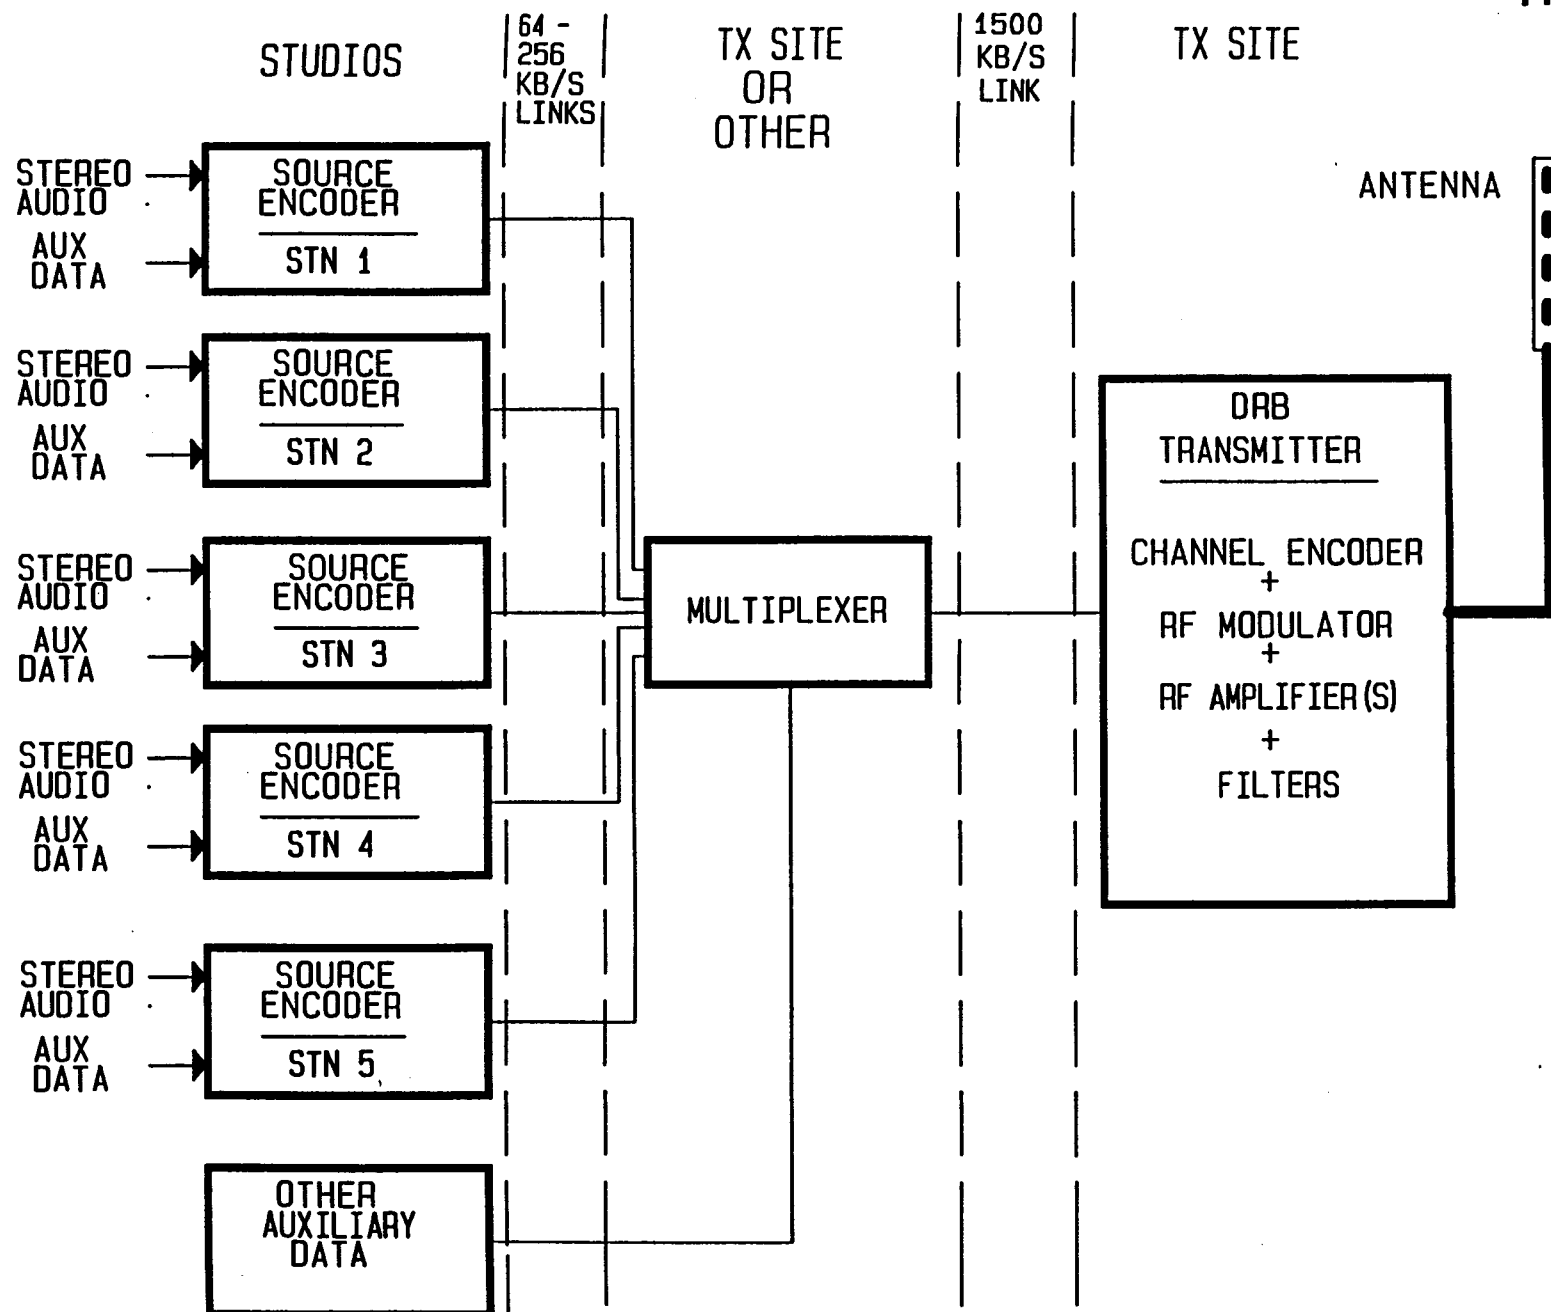 STUDIOS
64 -
256
KB/S
LINKS
TX SITE
OR
OTHER
1500
KB/S
LINK
TX SITE
STEREO
AUDIO
AUX
DATA
SOURCE
ENCODER
STN 1
ANTENNA
STEREO
AUDIO
AUX
DATA
SOURCE
ENCODER
STN 2
STEREO
AUDIO
AUX
DATA
SOURCE
ENCODER
STN 3
MULTIPLEXER
DRB
TRANSMITTER
CHANNEL ENCODER
+
RF MODULATOR
+
RF AMPLIFIER(S)
+
FILTERS
STEREO
AUDIO
AUX
DATA
SOURCE
ENCODER
STN 4
STEREO
AUDIO
AUX
DATA
SOURCE
ENCODER
STN 5
OTHER
AUXILIARY
DATA